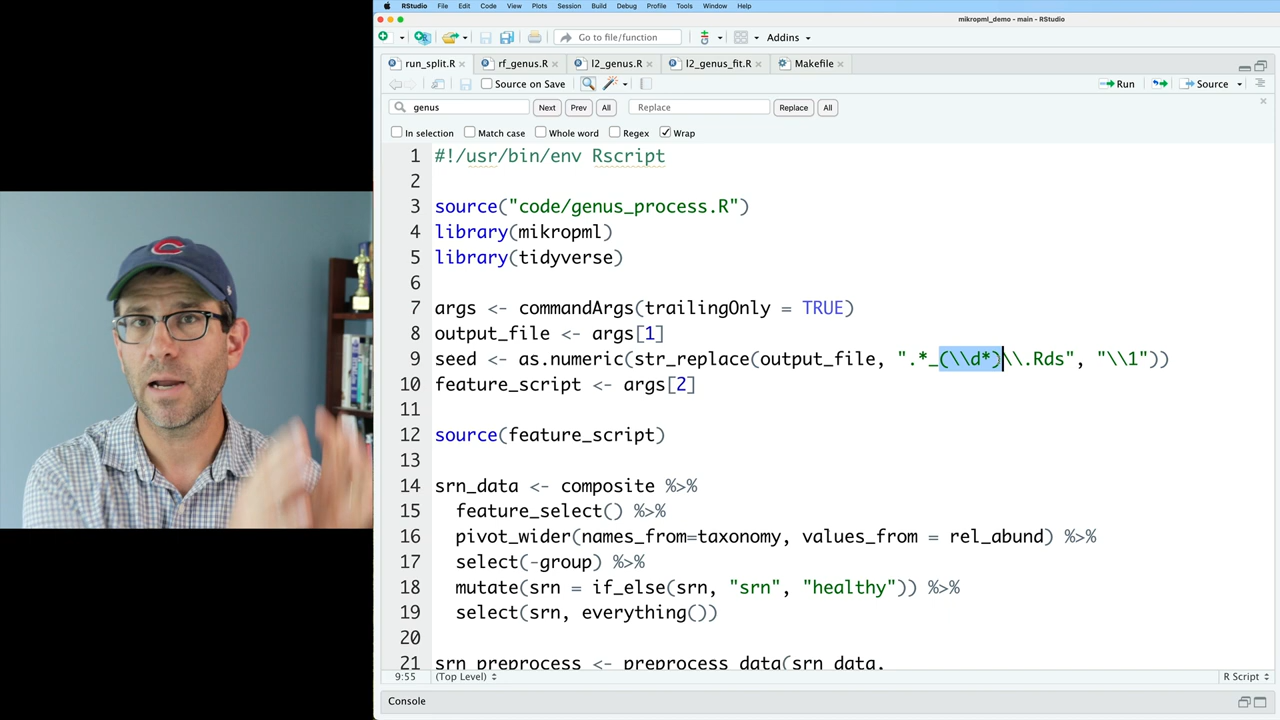 RStudio File Edit Code View Plots Session Build Debug Profile Tools Window Help
mikropml_demo - main - RStudio
Go to file/function Addins
run_split.R rf_genus.R l2_genus.R l2_genus_fit.R Makefile
Source on Save Run Source
genus Next Prev All Replace Replace All
In selection Match case Whole word Regex Wrap
1 #!/usr/bin/env Rscript
2
3 source("code/genus_process.R")
4 library(mikropml)
5 library(tidyverse)
6
7 args <- commandArgs(trailingOnly = TRUE)
8 output_file <- args[1]
9 seed <- as.numeric(str_replace(output_file, ".*_(\\d*)\\.Rds", "\\1"))
10 feature_script <- args[2]
11
12 source(feature_script)
13
14 srn_data <- composite %>%
15 feature_select() %>%
16 pivot_wider(names_from=taxonomy, values_from = rel_abund) %>%
17 select(-group) %>%
18 mutate(srn = if_else(srn, "srn", "healthy")) %>%
19 select(srn, everything())
20
21 srn_preprocess <- preprocess_data(srn_data,
9:55 (Top Level) R Script
Console
C